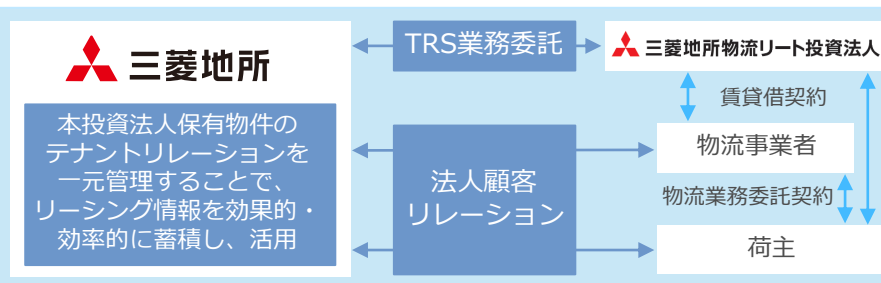 三菱地所
本投資法人保有物件の
テナントリレーションを
一元管理することで、
リーシング情報を効果的・
効率的に蓄積し、活用
TRS業務委託
法人顧客
リレーション
三菱地所物流リート投資法人
賃貸借契約
物流事業者
物流業務委託契約
荷主